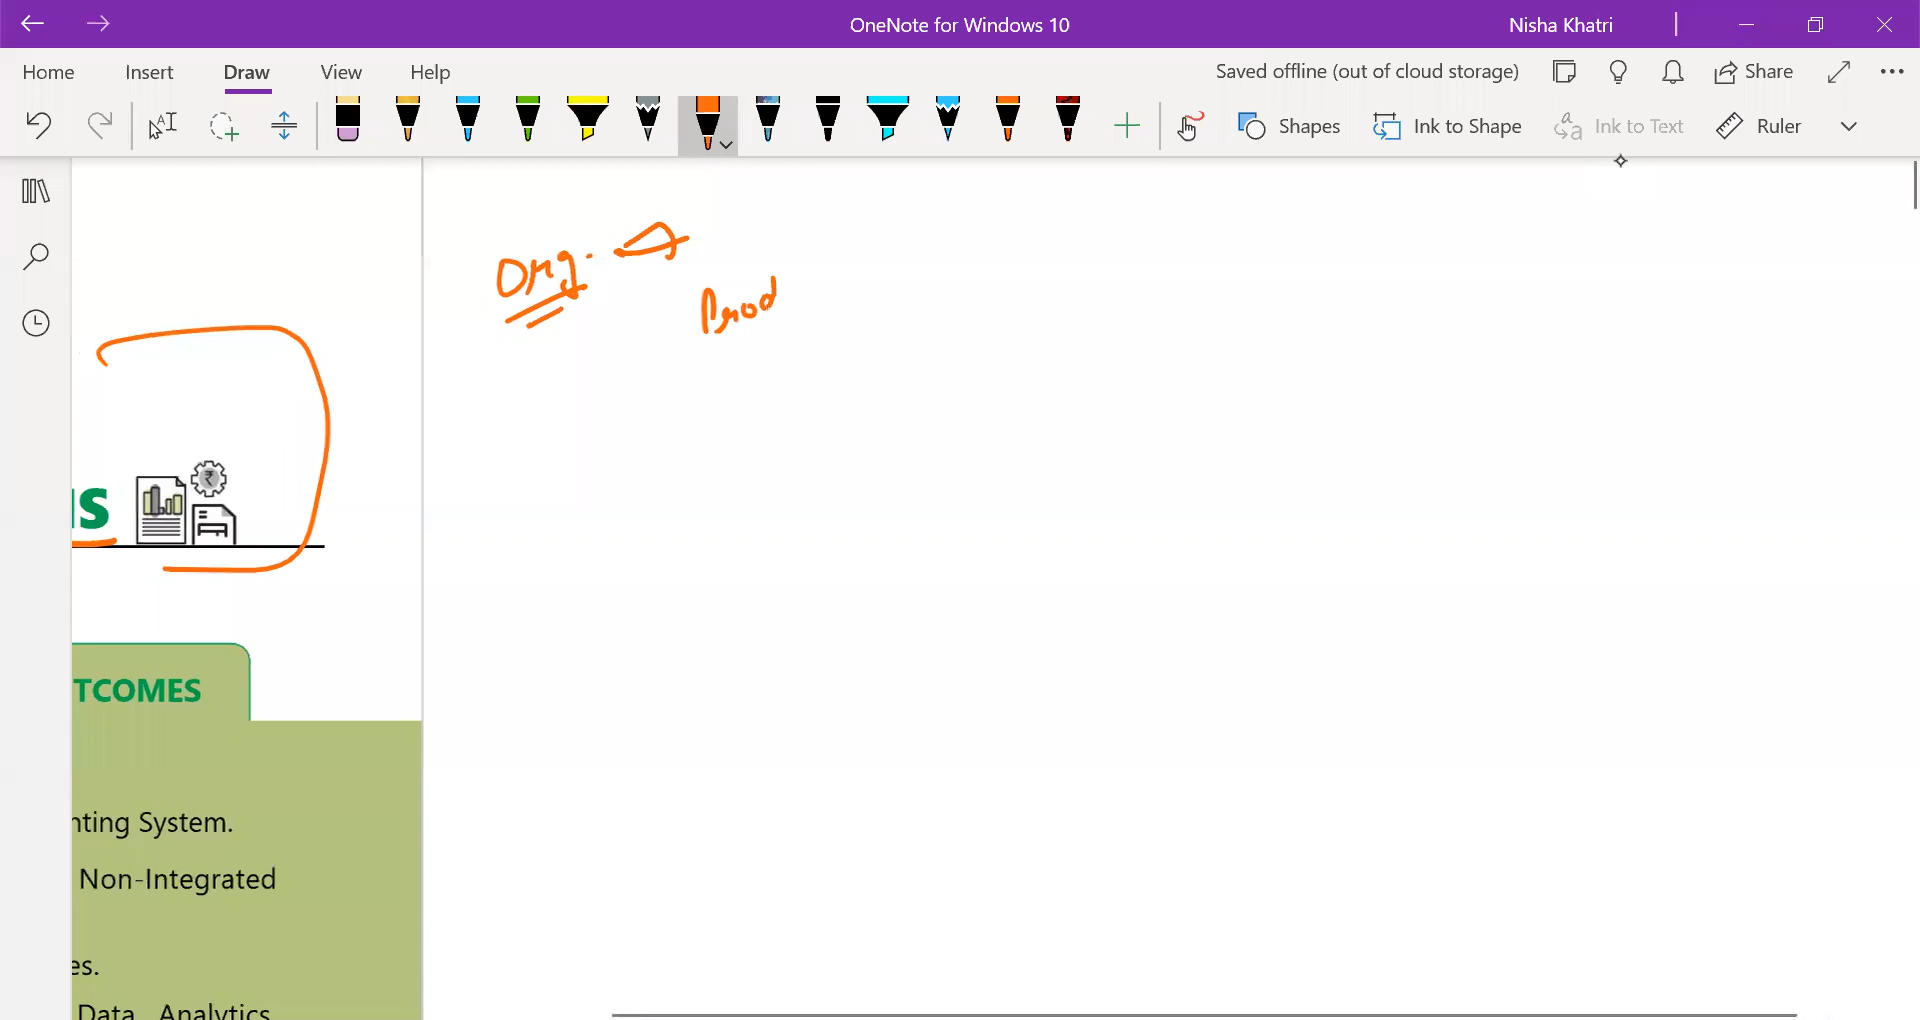 OneNote for Windows 10
Nisha Khatri
Home Insert Draw View Help
Saved offline (out of cloud storage)
Share
Shapes
Ink to Shape
Ink to Text
Ruler
Org.
Prod
NS
TCOMES
nting System.
Non-Integrated
es.
Data Analytics